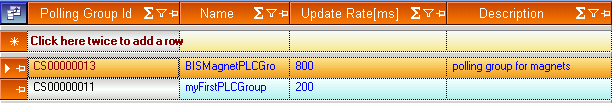 Polling Group Id Name Update Rate[ms] Description
Click here twice to add a row
CS00000013 BISMagnetPLCGro 800 polling group for magnets
CS00000011 myFirstPLCGroup 200